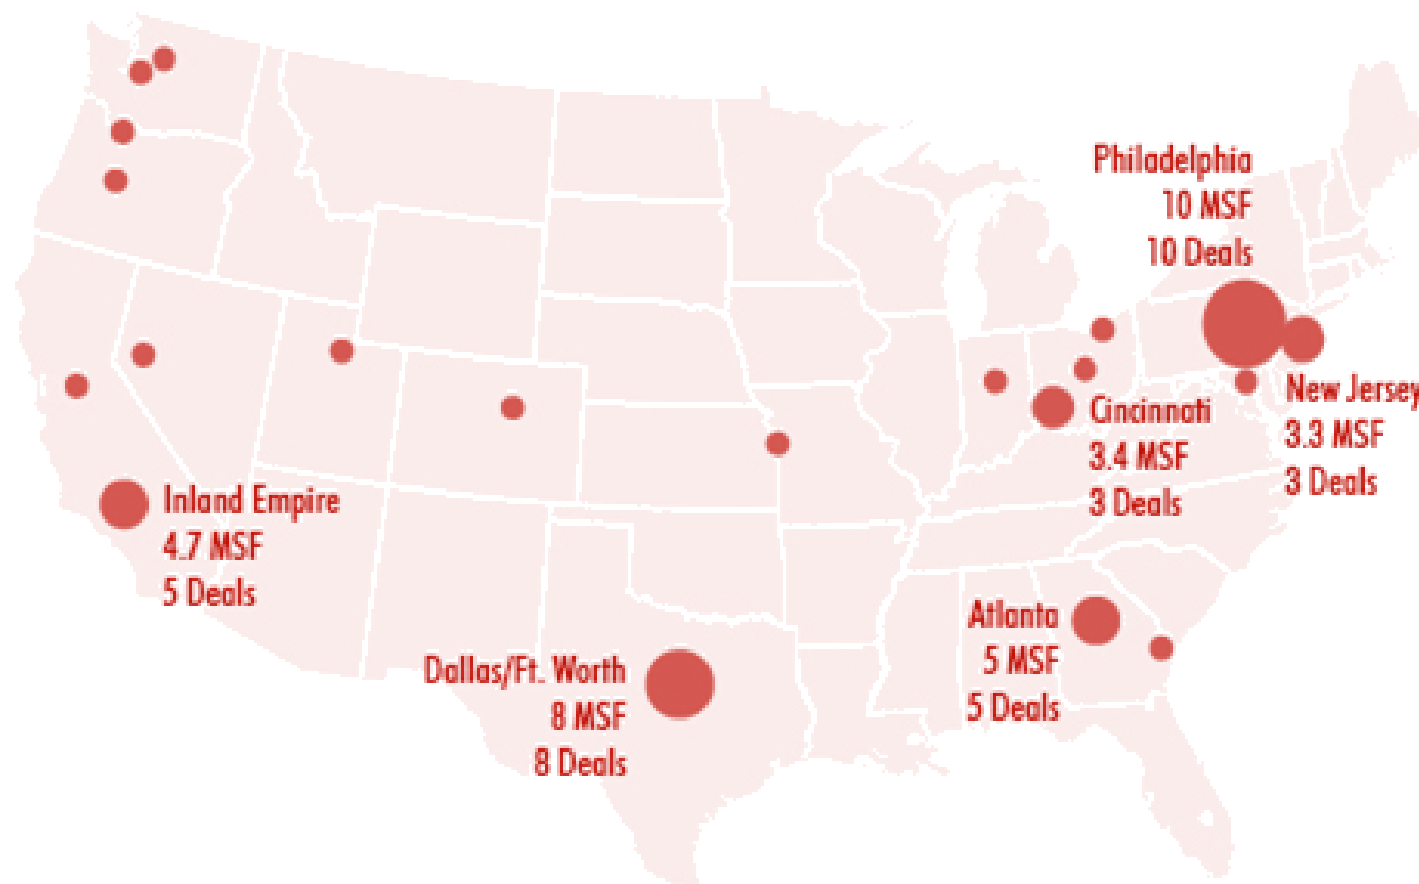 Philadelphia
10 MSF
10 Deals
New Jersey
3.3 MSF
3 Deals
Cincinnati
3.4 MSF
3 Deals
Inland Empire
4.7 MSF
5 Deals
Atlanta
5 MSF
5 Deals
Dallas/Ft. Worth
8 MSF
8 Deals